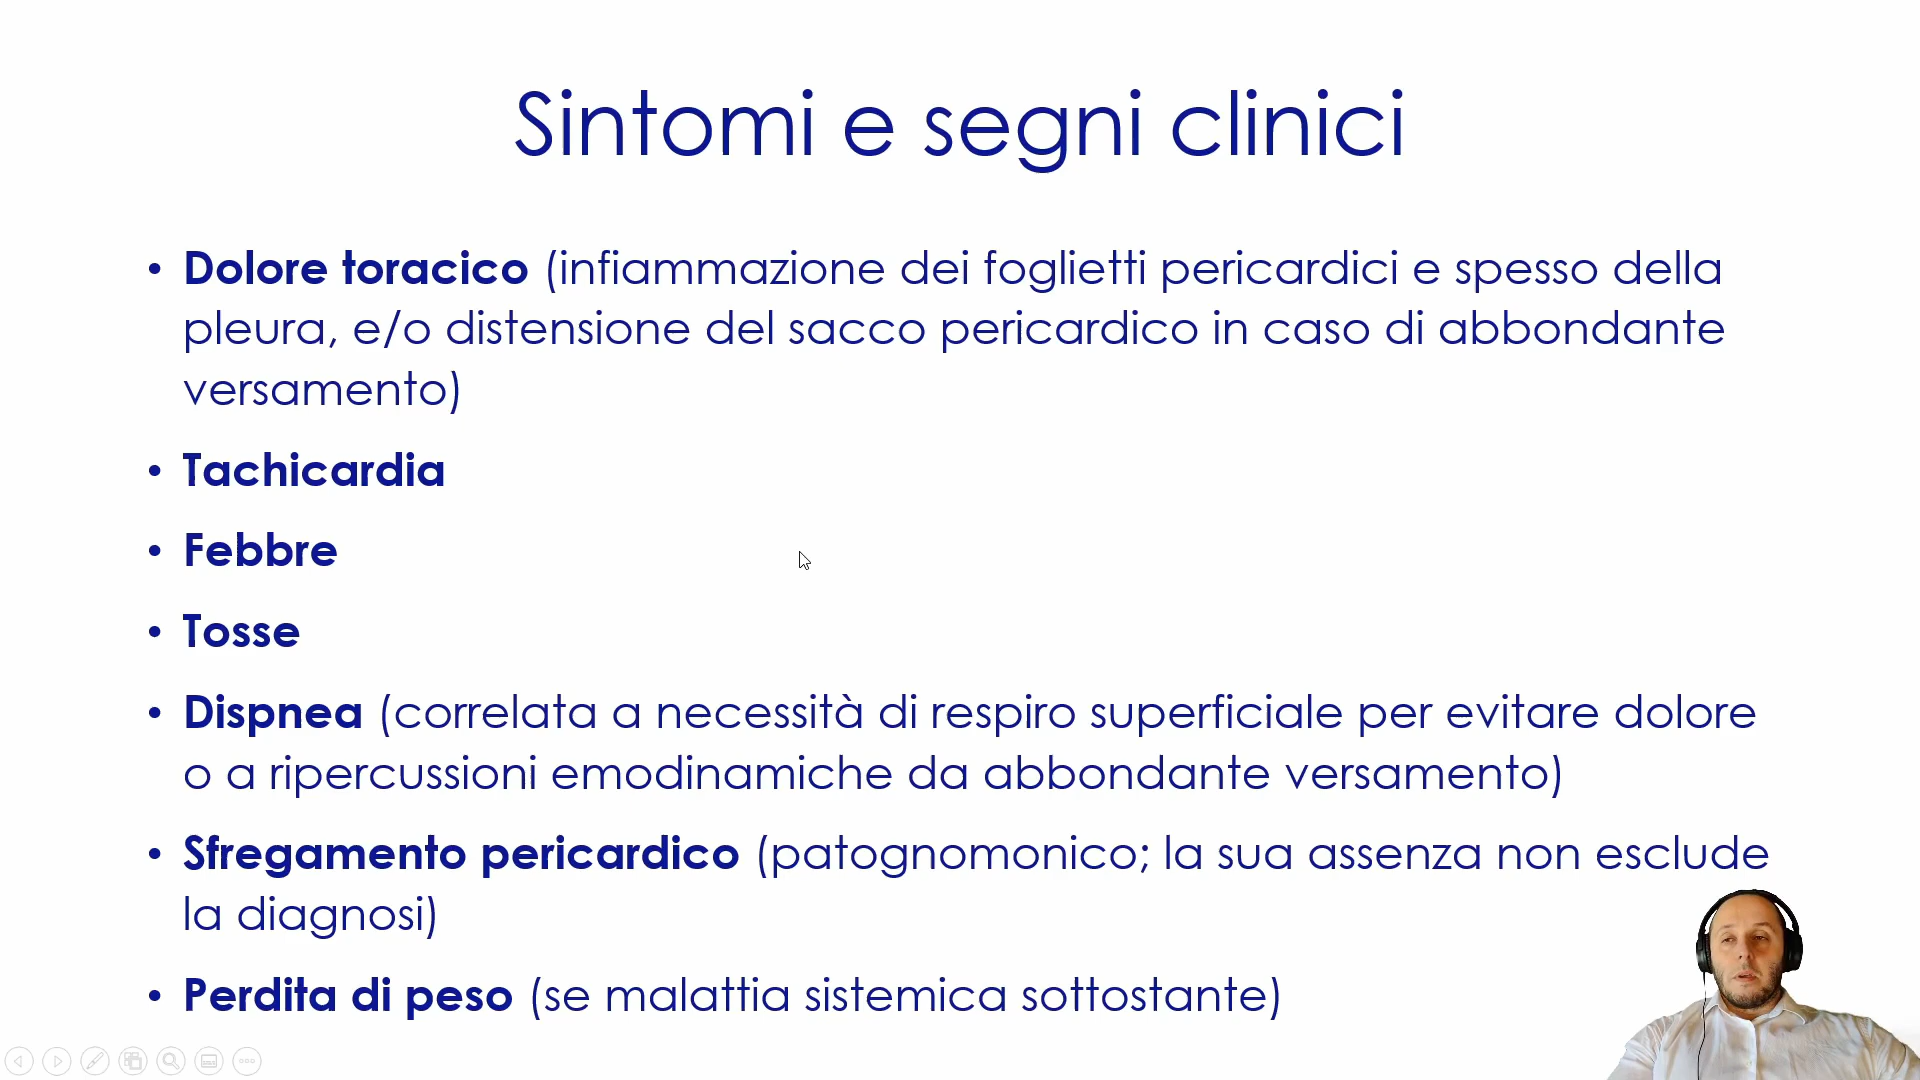 Sintomi e segni clinici
• Dolore toracico (infiammazione dei foglietti pericardici e spesso della
pleura, e/o distensione del sacco pericardico in caso di abbondante
versamento)
• Tachicardia
• Febbre
• Tosse
• Dispnea (correlata a necessità di respiro superficiale per evitare dolore
o a ripercussioni emodinamiche da abbondante versamento)
• Sfregamento pericardico (patognomonico; la sua assenza non esclude
la diagnosi)
• Perdita di peso (se malattia sistemica sottostante)